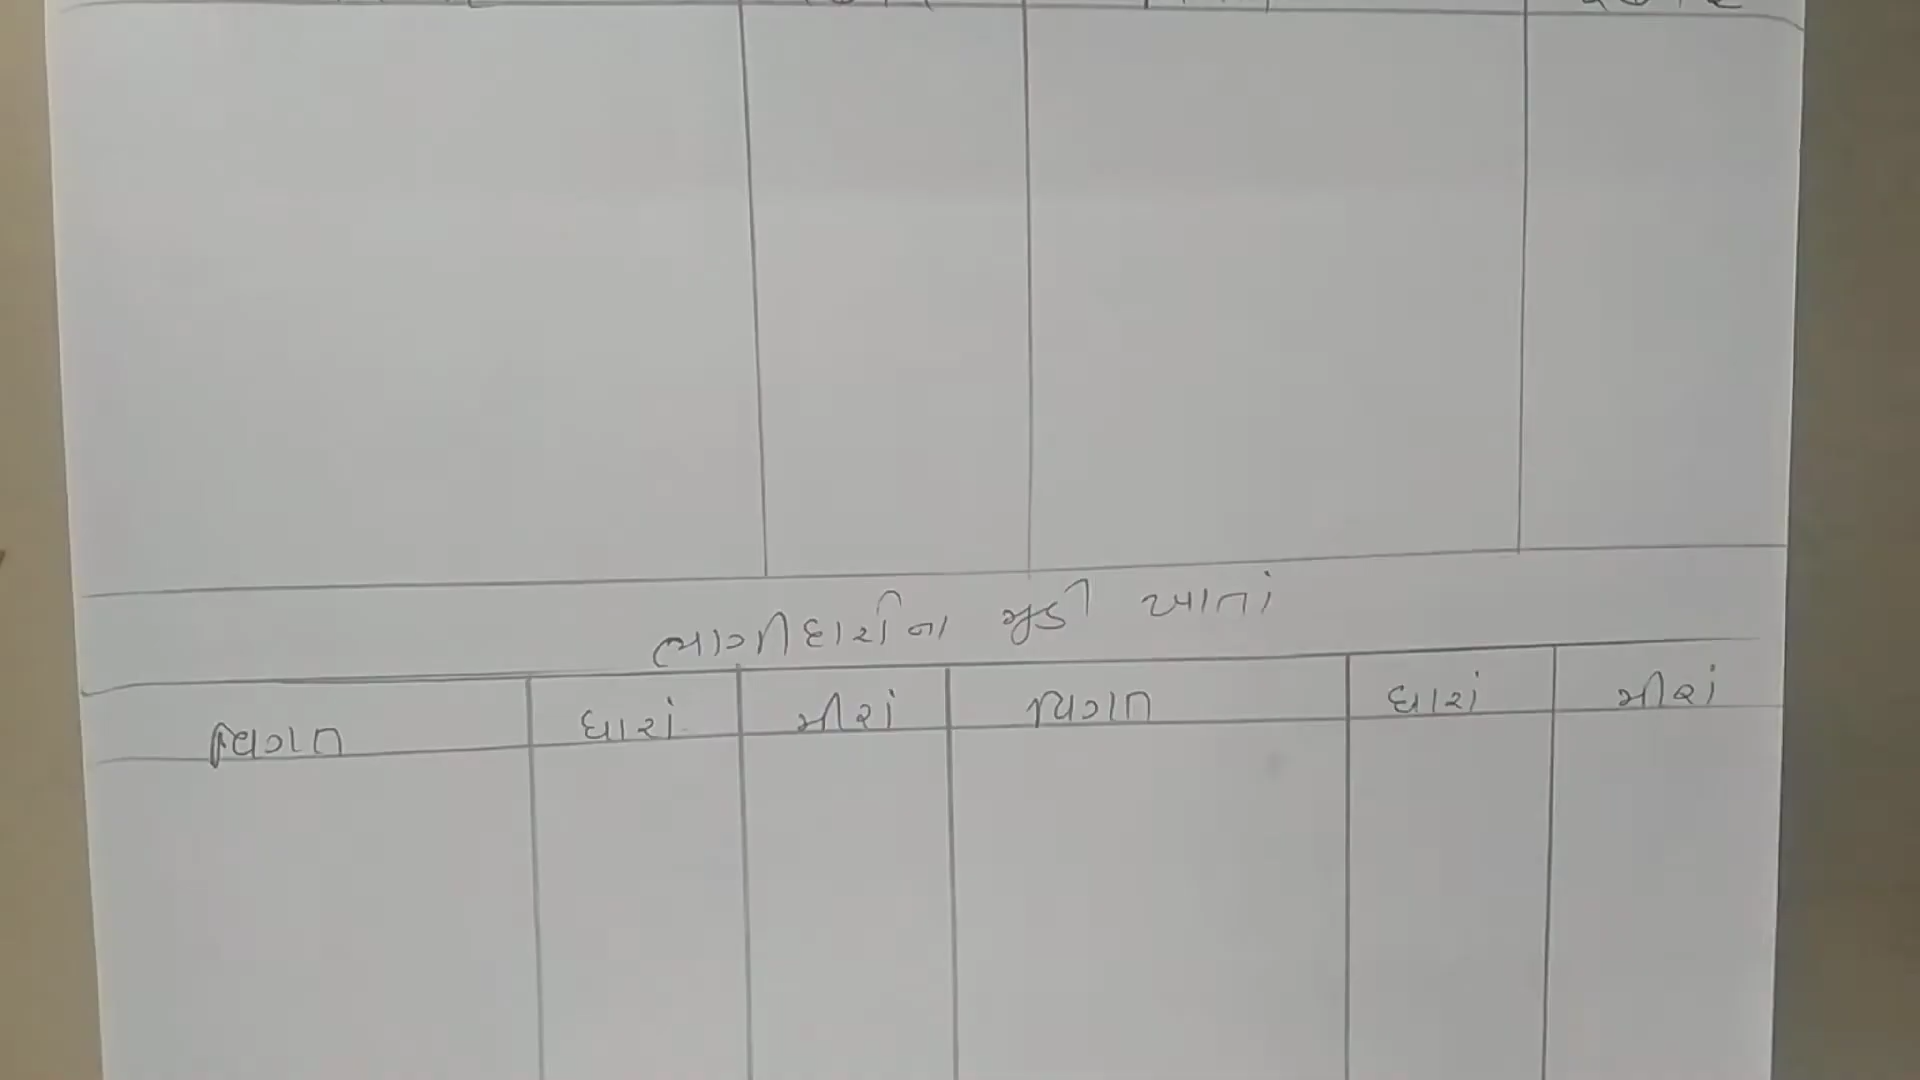 ભાગીદારોના મૂડી ખાતાં
વિગત ધારાં મીરાં વિગત ધારાં મીરાં